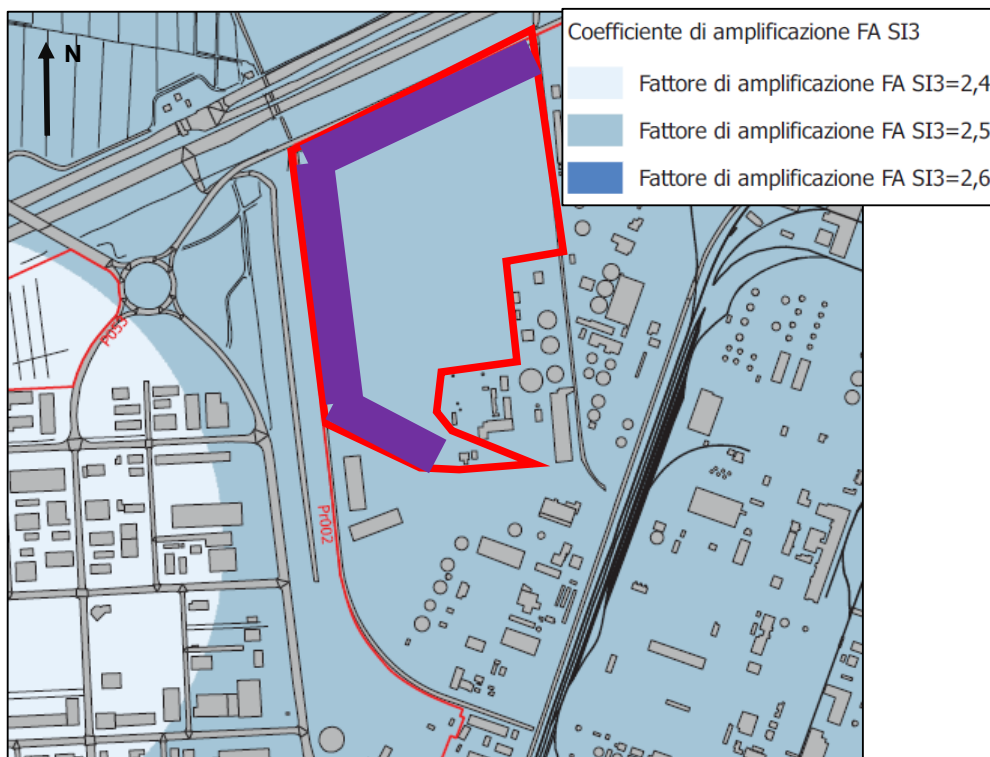 N
Coefficiente di amplificazione FA SI3
Fattore di amplificazione FA SI3=2,4
Fattore di amplificazione FA SI3=2,5
Fattore di amplificazione FA SI3=2,6
P053
Pr002